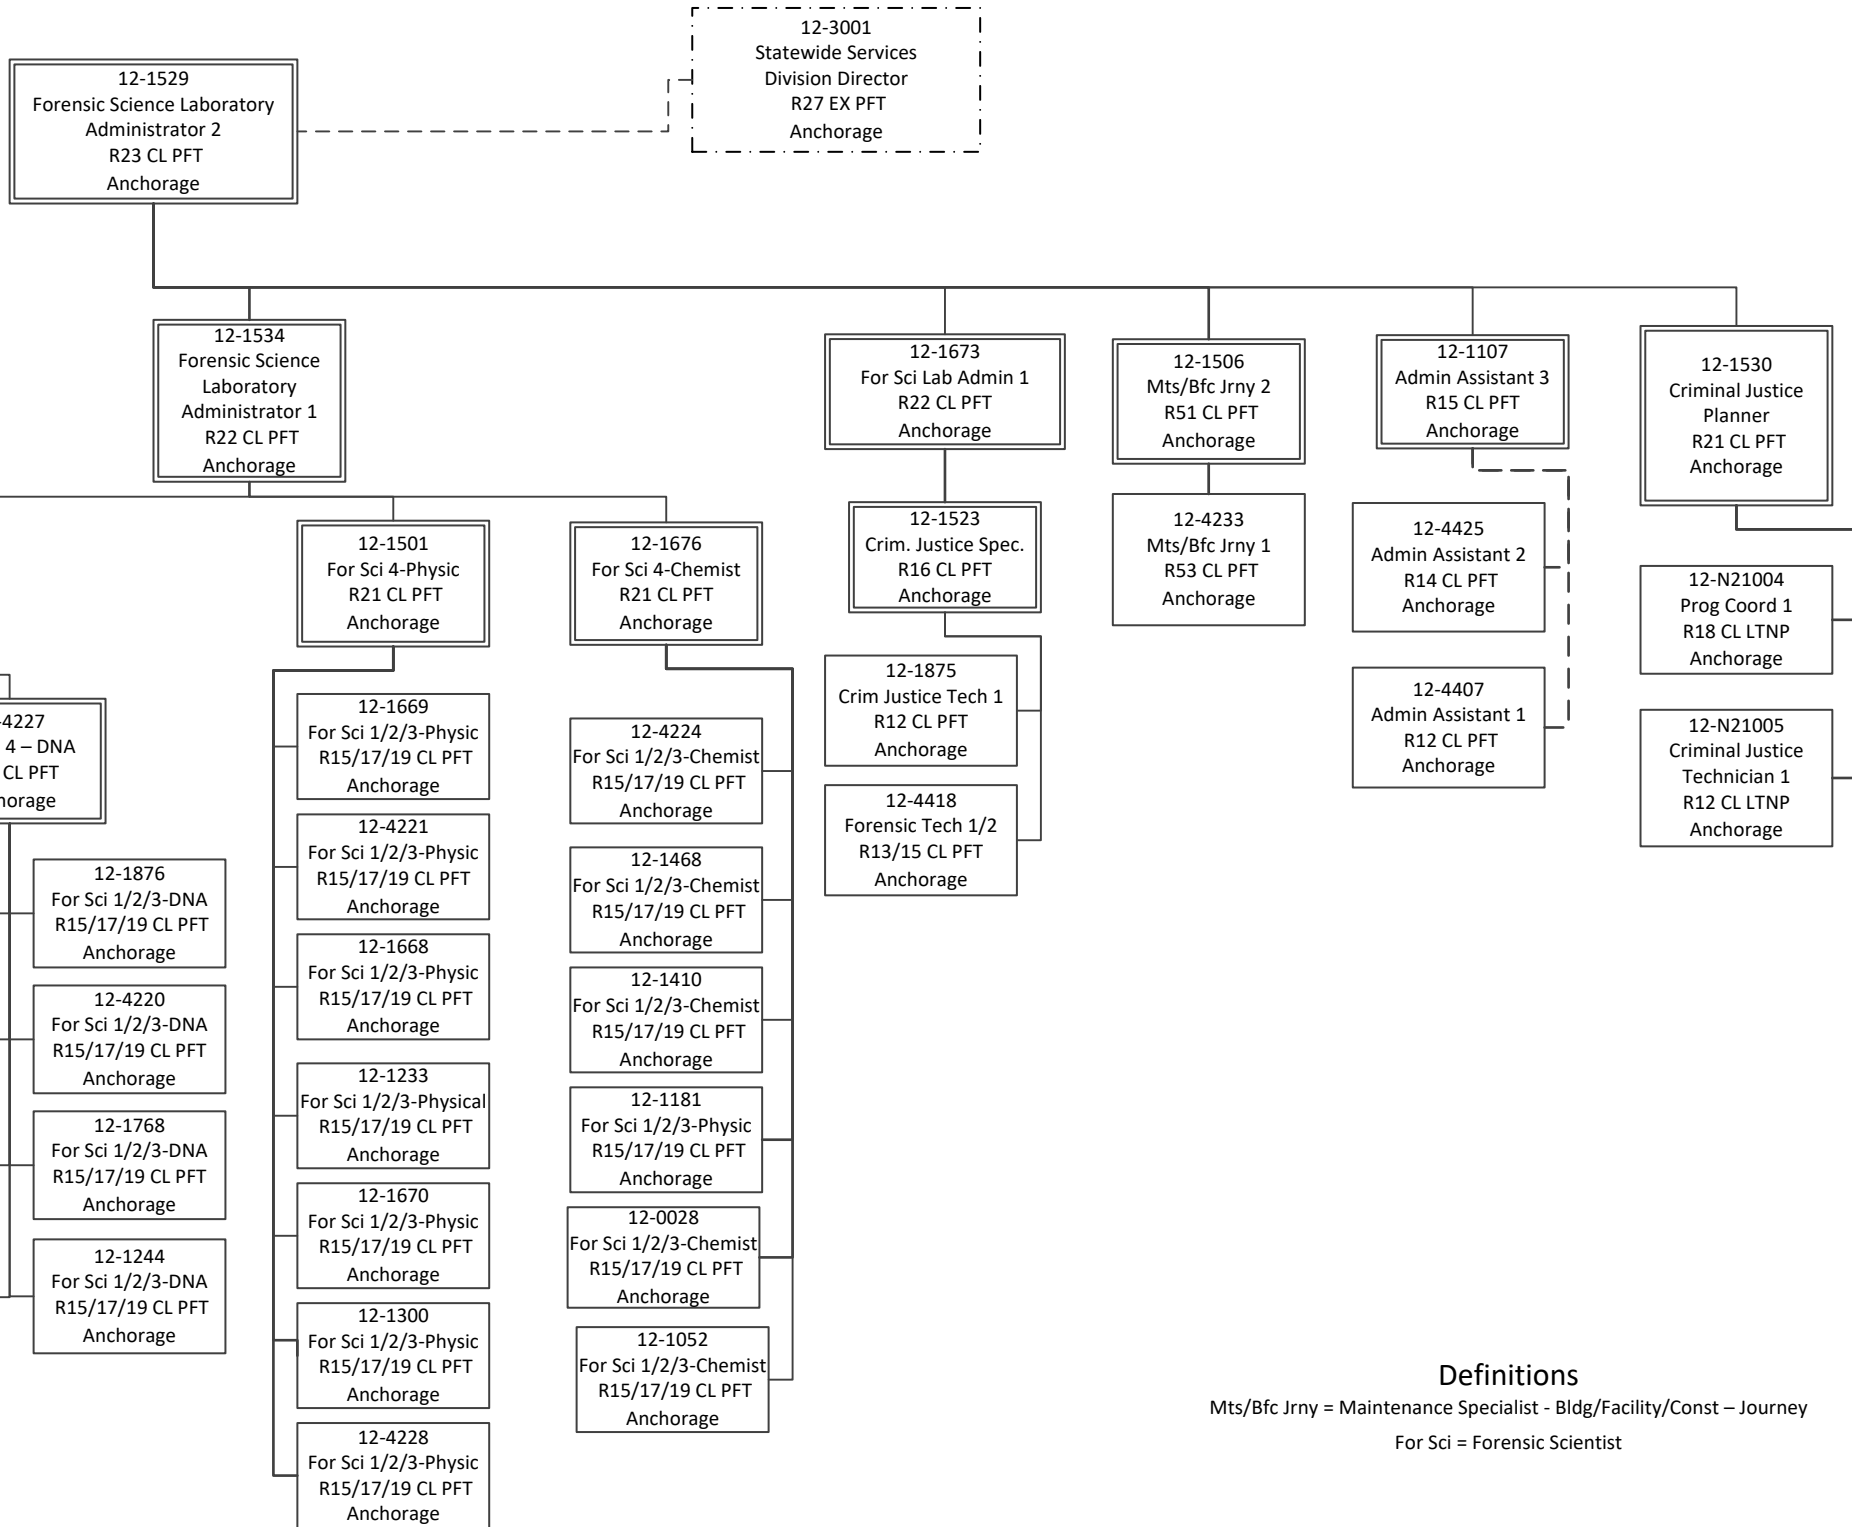 12-3001
Statewide Services
Division Director
R27 EX PFT
Anchorage
12-1529
Forensic Science Laboratory
Administrator 2
R23 CL PFT
Anchorage
12-1534
Forensic Science
Laboratory
Administrator 1
R22 CL PFT
Anchorage
12-1673
For Sci Lab Admin 1
R22 CL PFT
Anchorage
12-1506
Mts/Bfc Jrny 2
R51 CL PFT
Anchorage
12-1107
Admin Assistant 3
R15 CL PFT
Anchorage
12-1530
Criminal Justice
Planner
R21 CL PFT
Anchorage
12-1501
For Sci 4-Physic
R21 CL PFT
Anchorage
12-1676
For Sci 4-Chemist
R21 CL PFT
Anchorage
12-1523
Crim. Justice Spec.
R16 CL PFT
Anchorage
12-4233
Mts/Bfc Jrny 1
R53 CL PFT
Anchorage
12-4425
Admin Assistant 2
R14 CL PFT
Anchorage
12-N21004
Prog Coord 1
R18 CL LTNP
Anchorage
12-4407
Admin Assistant 1
R12 CL PFT
Anchorage
12-N21005
Criminal Justice
Technician 1
R12 CL LTNP
Anchorage
12-1875
Crim Justice Tech 1
R12 CL PFT
Anchorage
12-4418
Forensic Tech 1/2
R13/15 CL PFT
Anchorage
-4227
4 – DNA
CL PFT
horage
12-1876
For Sci 1/2/3-DNA
R15/17/19 CL PFT
Anchorage
12-4220
For Sci 1/2/3-DNA
R15/17/19 CL PFT
Anchorage
12-1768
For Sci 1/2/3-DNA
R15/17/19 CL PFT
Anchorage
12-1244
For Sci 1/2/3-DNA
R15/17/19 CL PFT
Anchorage
12-1669
For Sci 1/2/3-Physic
R15/17/19 CL PFT
Anchorage
12-4221
For Sci 1/2/3-Physic
R15/17/19 CL PFT
Anchorage
12-1668
For Sci 1/2/3-Physic
R15/17/19 CL PFT
Anchorage
12-1233
For Sci 1/2/3-Physical
R15/17/19 CL PFT
Anchorage
12-1670
For Sci 1/2/3-Physic
R15/17/19 CL PFT
Anchorage
12-1300
For Sci 1/2/3-Physic
R15/17/19 CL PFT
Anchorage
12-4228
For Sci 1/2/3-Physic
R15/17/19 CL PFT
Anchorage
12-4224
For Sci 1/2/3-Chemist
R15/17/19 CL PFT
Anchorage
12-1468
For Sci 1/2/3-Chemist
R15/17/19 CL PFT
Anchorage
12-1410
For Sci 1/2/3-Chemist
R15/17/19 CL PFT
Anchorage
12-1181
For Sci 1/2/3-Physic
R15/17/19 CL PFT
Anchorage
12-0028
For Sci 1/2/3-Chemist
R15/17/19 CL PFT
Anchorage
12-1052
For Sci 1/2/3-Chemist
R15/17/19 CL PFT
Anchorage
Definitions
Mts/Bfc Jrny = Maintenance Specialist - Bldg/Facility/Const – Journey
For Sci = Forensic Scientist